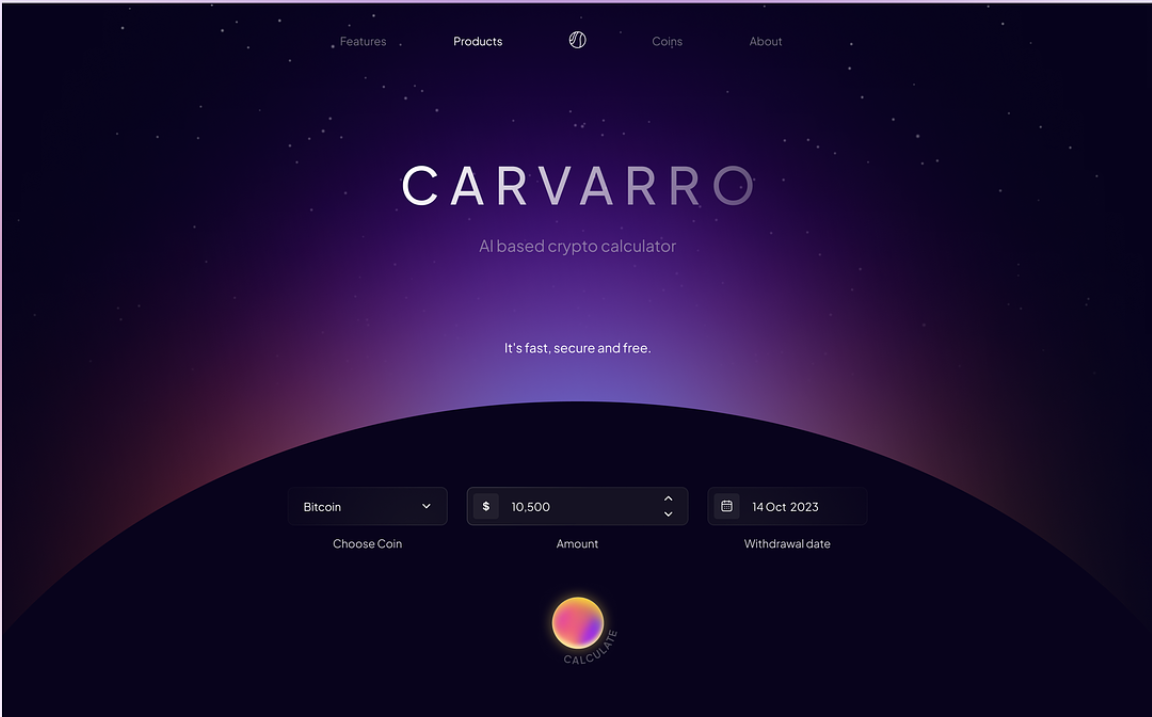 Features Products Coins About
CARVARRO
AI based crypto calculator
It's fast, secure and free.
Bitcoin $ 10,500 14 Oct 2023
Choose Coin Amount Withdrawal date
CALCULATE